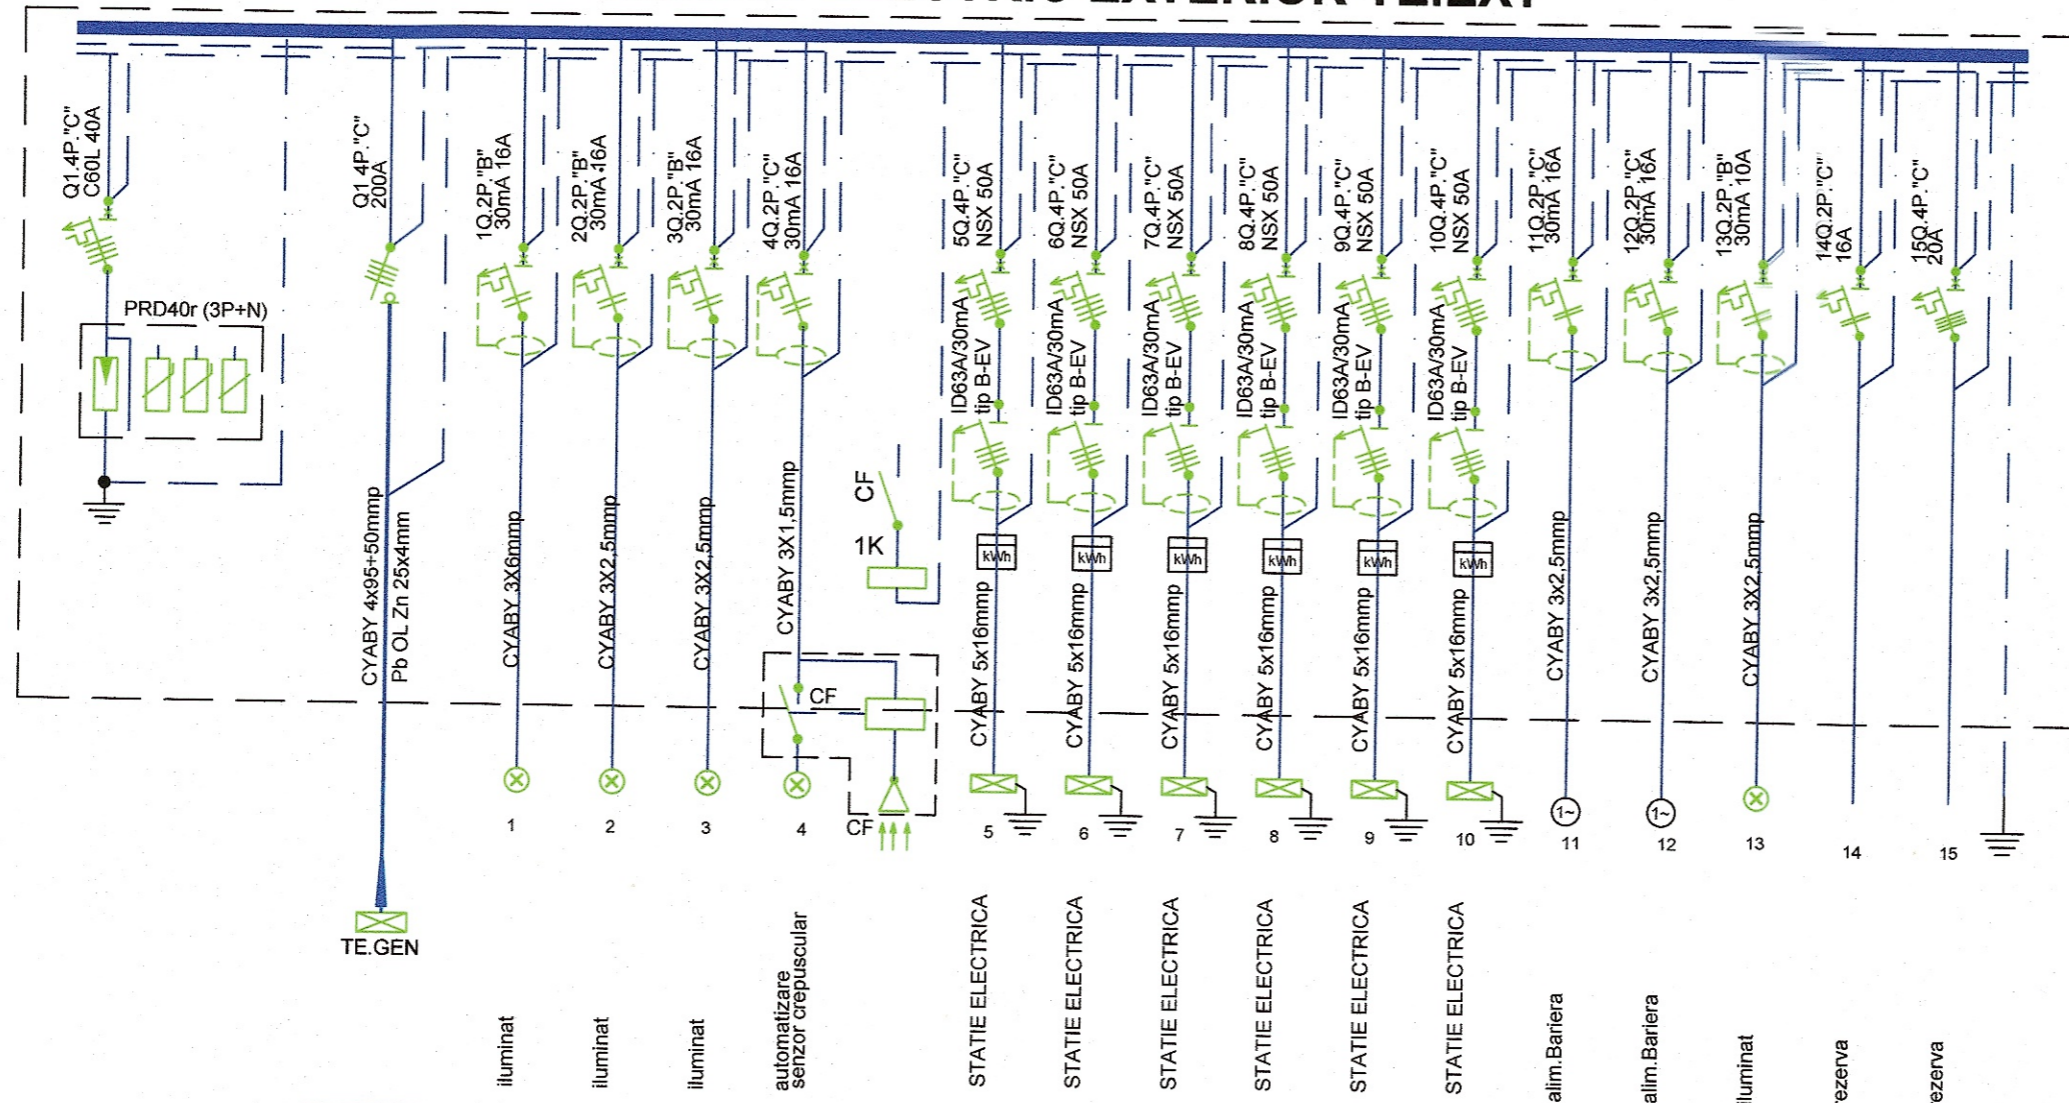 Q1.4P."C"
C60L 40A
PRD40r (3P+N)
Q1 4P."C"
200A
CYABY 4x95+50mmp
Pb OL Zn 25x4mm
TE.GEN
1Q.2P."B"
30mA 16A
CYABY 3X6mmp
1
iluminat
2Q.2P."B"
30mA 16A
CYABY 3X2,5mmp
2
iluminat
3Q.2P."B"
30mA 16A
CYABY 3X2,5mmp
3
iluminat
4Q.2P."C"
30mA 16A
CYABY 3X1,5mmp
CF
4
CF
automatizare
senzor crepuscular
CF
1K
5Q.4P."C"
NSX 50A
ID63A/30mA
tip B-EV
kWh
CYABY 5x16mmp
5
STATIE ELECTRICA
6Q.4P."C"
NSX 50A
ID63A/30mA
tip B-EV
kWh
CYABY 5x16mmp
6
STATIE ELECTRICA
7Q.4P."C"
NSX 50A
ID63A/30mA
tip B-EV
kWh
CYABY 5x16mmp
7
STATIE ELECTRICA
8Q.4P."C"
NSX 50A
ID63A/30mA
tip B-EV
kWh
CYABY 5x16mmp
8
STATIE ELECTRICA
9Q.4P."C"
NSX 50A
ID63A/30mA
tip B-EV
kWh
CYABY 5x16mmp
9
STATIE ELECTRICA
10Q.4P."C"
NSX 50A
ID63A/30mA
tip B-EV
kWh
CYABY 5x16mmp
10
STATIE ELECTRICA
11Q.2P."C"
30mA 16A
CYABY 3x2,5mmp
1~
11
alim.Bariera
12Q.2P."C"
30mA 16A
CYABY 3x2,5mmp
1~
12
alim.Bariera
13Q.2P."B"
30mA 10A
CYABY 3X2,5mmp
13
iluminat
14Q.2P."C"
16A
14
rezerva
15Q.4P."C"
20A
15
rezerva